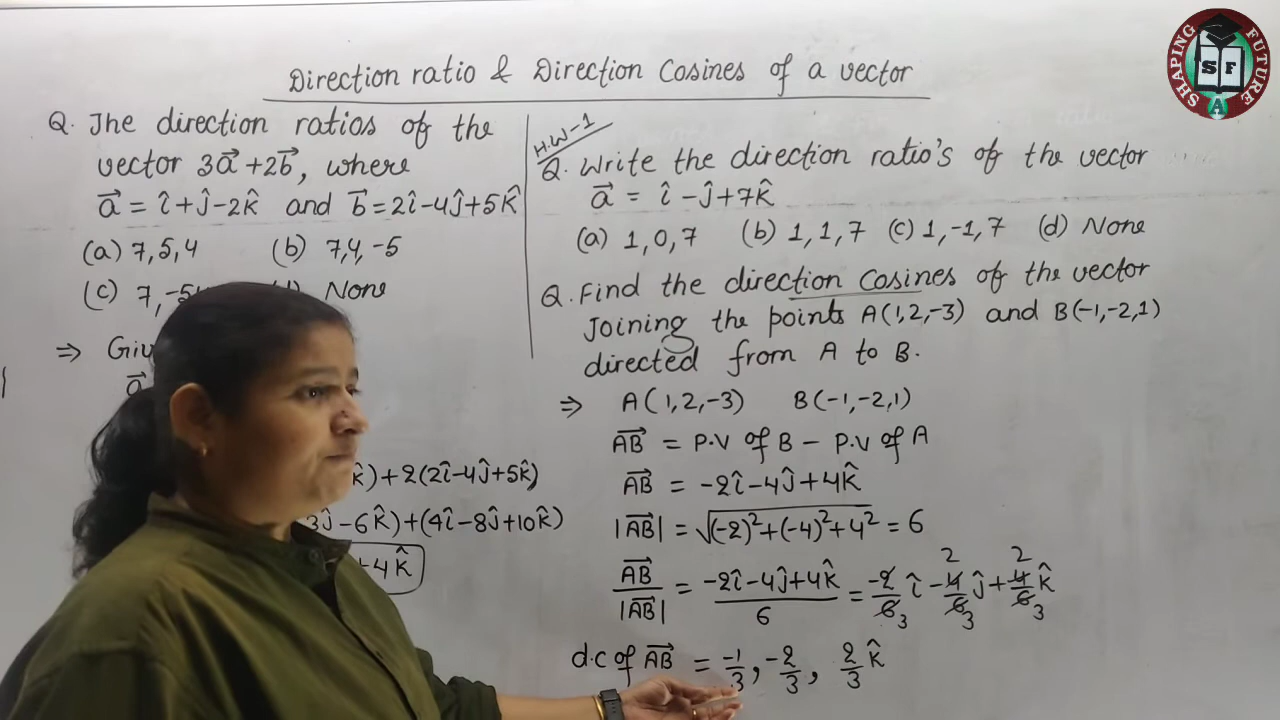 Direction ratio & Direction Cosines of a vector
Q. The direction ratios of the
vector 3a⃗ + 2b⃗, where
a⃗ = î + ĵ - 2k̂ and b⃗ = 2î - 4ĵ + 5k̂
(a) 7, 5, 4 (b) 7, 4, -5
(c) 7, -5, None
⇒ Giv
a⃗
k̂) + 2(2î - 4ĵ + 5k̂)
3ĵ - 6k̂) + (4î - 8ĵ + 10k̂)
+4k̂
H.W-1
Q. Write the direction ratio's of the vector
a⃗ = î - ĵ + 7k̂
(a) 1, 0, 7 (b) 1, 1, 7 (c) 1, -1, 7 (d) None
Q. Find the direction cosines of the vector
Joining the points A(1, 2, -3) and B(-1, -2, 1)
directed from A to B.
⇒ A(1, 2, -3) B(-1, -2, 1)
AB⃗ = P.V of B - P.V of A
AB⃗ = -2î - 4ĵ + 4k̂
|AB⃗| = √(-2)² + (-4)² + 4² = 6
AB⃗/|AB⃗| = -2î - 4ĵ + 4k̂/6 = -2/6 3 î - 4 2/6 3 ĵ + 4 2/6 3 k̂
d.c of AB⃗ = -1/3, -2/3, 2/3 k̂
SHAPING FUTURE
S F
A